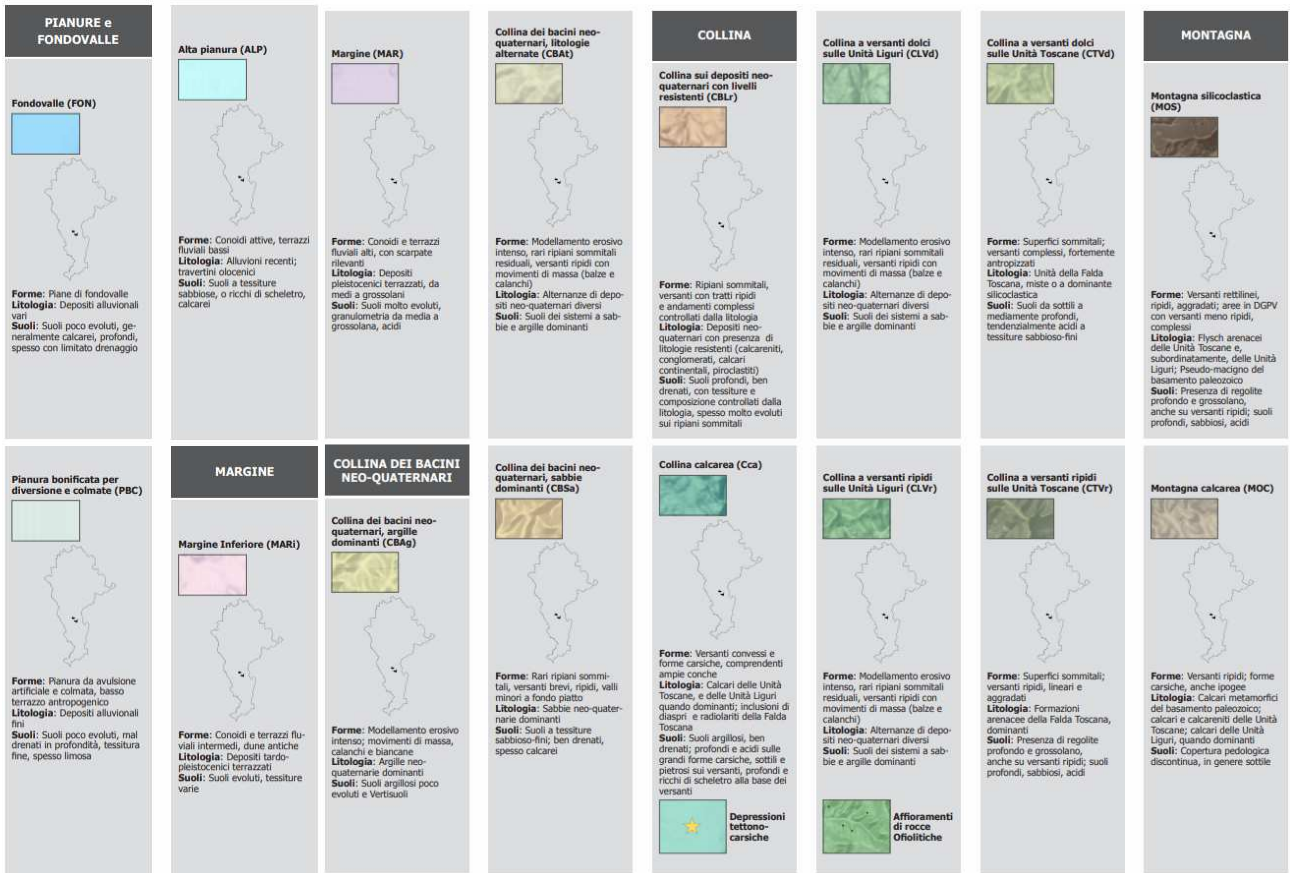 PIANURE e
FONDOVALLE
Fondovalle (FON)
Forme: Piane di fondovalle
Litologia: Depositi alluvionali
vari
Suoli: Suoli poco evoluti, ge-
neralmente calcarei, profondi,
spesso con limitato drenaggio
Alta pianura (ALP)
Forme: Conoidi attive, terrazzi
fluviali bassi
Litologia: Alluvioni recenti;
travertini olocenici
Suoli: Suoli a tessiture
sabbiose, o ricchi di scheletro,
calcarei
Margine (MAR)
Forme: Conoidi e terrazzi
fluviali alti, con scarpate
rilevanti
Litologia: Depositi
pleistocenici terrazzati, da
medi a grossolani
Suoli: Suoli molto evoluti,
granulometria da media a
grossolana, acidi
Collina dei bacini neo-
quaternari, litologie
alternate (CBAt)
Forme: Modellamento erosivo
intenso, rari ripiani sommitali
residuali, versanti ripidi con
movimenti di massa (balze e
calanchi)
Litologia: Alternanze di depo-
siti neo-quaternari diversi
Suoli: Suoli dei sistemi a sab-
bie e argille dominanti
COLLINA
Collina sui depositi neo-
quaternari con livelli
resistenti (CBLr)
Forme: Ripiani sommitali,
versanti con tratti ripidi
e andamenti complessi
controllati dalla litologia
Litologia: Depositi neo-
quaternari con presenza di
litologie resistenti (calcareniti,
conglomerati, calcari
continentali, piroclastiti)
Suoli: Suoli profondi, ben
drenati, con tessiture e
composizione controllati dalla
litologia, spesso molto evoluti
sui ripiani sommitali
Collina a versanti dolci
sulle Unità Liguri (CLVd)
Forme: Modellamento erosivo
intenso, rari ripiani sommitali
residuali, versanti ripidi con
movimenti di massa (balze e
calanchi)
Litologia: Alternanze di depo-
siti neo-quaternari diversi
Suoli: Suoli dei sistemi a sab-
bie e argille dominanti
Collina a versanti dolci
sulle Unità Toscane (CTVd)
Forme: Superfici sommitali;
versanti complessi, fortemente
antropizzati
Litologia: Unità della Falda
Toscana, miste o a dominante
silicoclastica
Suoli: Suoli da sottili a
mediamente profondi,
tendenzialmente acidi a
tessiture sabbioso-fini
MONTAGNA
Montagna silicoclastica
(MOS)
Forme: Versanti rettilinei,
ripidi, aggradati; aree in DGPV
con versanti meno ripidi,
complessi
Litologia: Flysch arenacei
delle Unità Toscane e,
subordinatamente, delle Unità
Liguri; Pseudo-macigno del
basamento paleozoico
Suoli: Presenza di regolite
profondo e grossolano,
anche su versanti ripidi; suoli
profondi, sabbiosi, acidi
Pianura bonificata per
diversione e colmate (PBC)
Forme: Pianura da avulsione
artificiale e colmata, basso
terrazzo antropogenico
Litologia: Depositi alluvionali
fini
Suoli: Suoli poco evoluti, mal
drenati in profondità, tessitura
fine, spesso limosa
MARGINE
Margine Inferiore (MARi)
Forme: Conoidi e terrazzi flu-
viali intermedi, dune antiche
Litologia: Depositi tardo-
pleistocenici terrazzati
Suoli: Suoli evoluti, tessiture
varie
COLLINA DEI BACINI
NEO-QUATERNARI
Collina dei bacini neo-
quaternari, argille
dominanti (CBAg)
Forme: Modellamento erosivo
intenso; movimenti di massa,
calanchi e biancane
Litologia: Argille neo-
quaternarie dominanti
Suoli: Suoli argillosi poco
evoluti e Vertisuoli
Collina dei bacini neo-
quaternari, sabbie
dominanti (CBSa)
Forme: Rari ripiani sommi-
tali, versanti brevi, ripidi, valli
minori a fondo piatto
Litologia: Sabbie neo-quater-
narie dominanti
Suoli: Suoli a tessiture
sabbioso-fini; ben drenati,
spesso calcarei
Collina calcarea (Cca)
Forme: Versanti convessi e
forme carsiche, comprendenti
ampie conche
Litologia: Calcari delle Unità
Toscane, e delle Unità Liguri
quando dominanti; inclusioni di
diaspri e radiolariti della Falda
Toscana
Suoli: Suoli argillosi, ben
drenati; profondi e acidi sulle
grandi forme carsiche, sottili e
pietrosi sui versanti, profondi e
ricchi di scheletro alla base dei
versanti
Depressioni
tettono-
carsiche
Collina a versanti ripidi
sulle Unità Liguri (CLVr)
Forme: Modellamento erosivo
intenso, rari ripiani sommitali
residuali, versanti ripidi con
movimenti di massa (balze e
calanchi)
Litologia: Alternanze di depo-
siti neo-quaternari diversi
Suoli: Suoli dei sistemi a sab-
bie e argille dominanti
Affioramenti
di rocce
Ofiolitiche
Collina a versanti ripidi
sulle Unità Toscane (CTVr)
Forme: Superfici sommitali;
versanti ripidi, lineari e
aggradati
Litologia: Formazioni
arenacee della Falda Toscana,
dominanti
Suoli: Presenza di regolite
profondo e grossolano,
anche su versanti ripidi; suoli
profondi, sabbiosi, acidi
Montagna calcarea (MOC)
Forme: Versanti ripidi; forme
carsiche, anche ipogee
Litologia: Calcari metamorfici
del basamento paleozoico;
calcari e calcareniti delle Unità
Toscane; calcari delle Unità
Liguri, quando dominanti
Suoli: Copertura pedologica
discontinua, in genere sottile